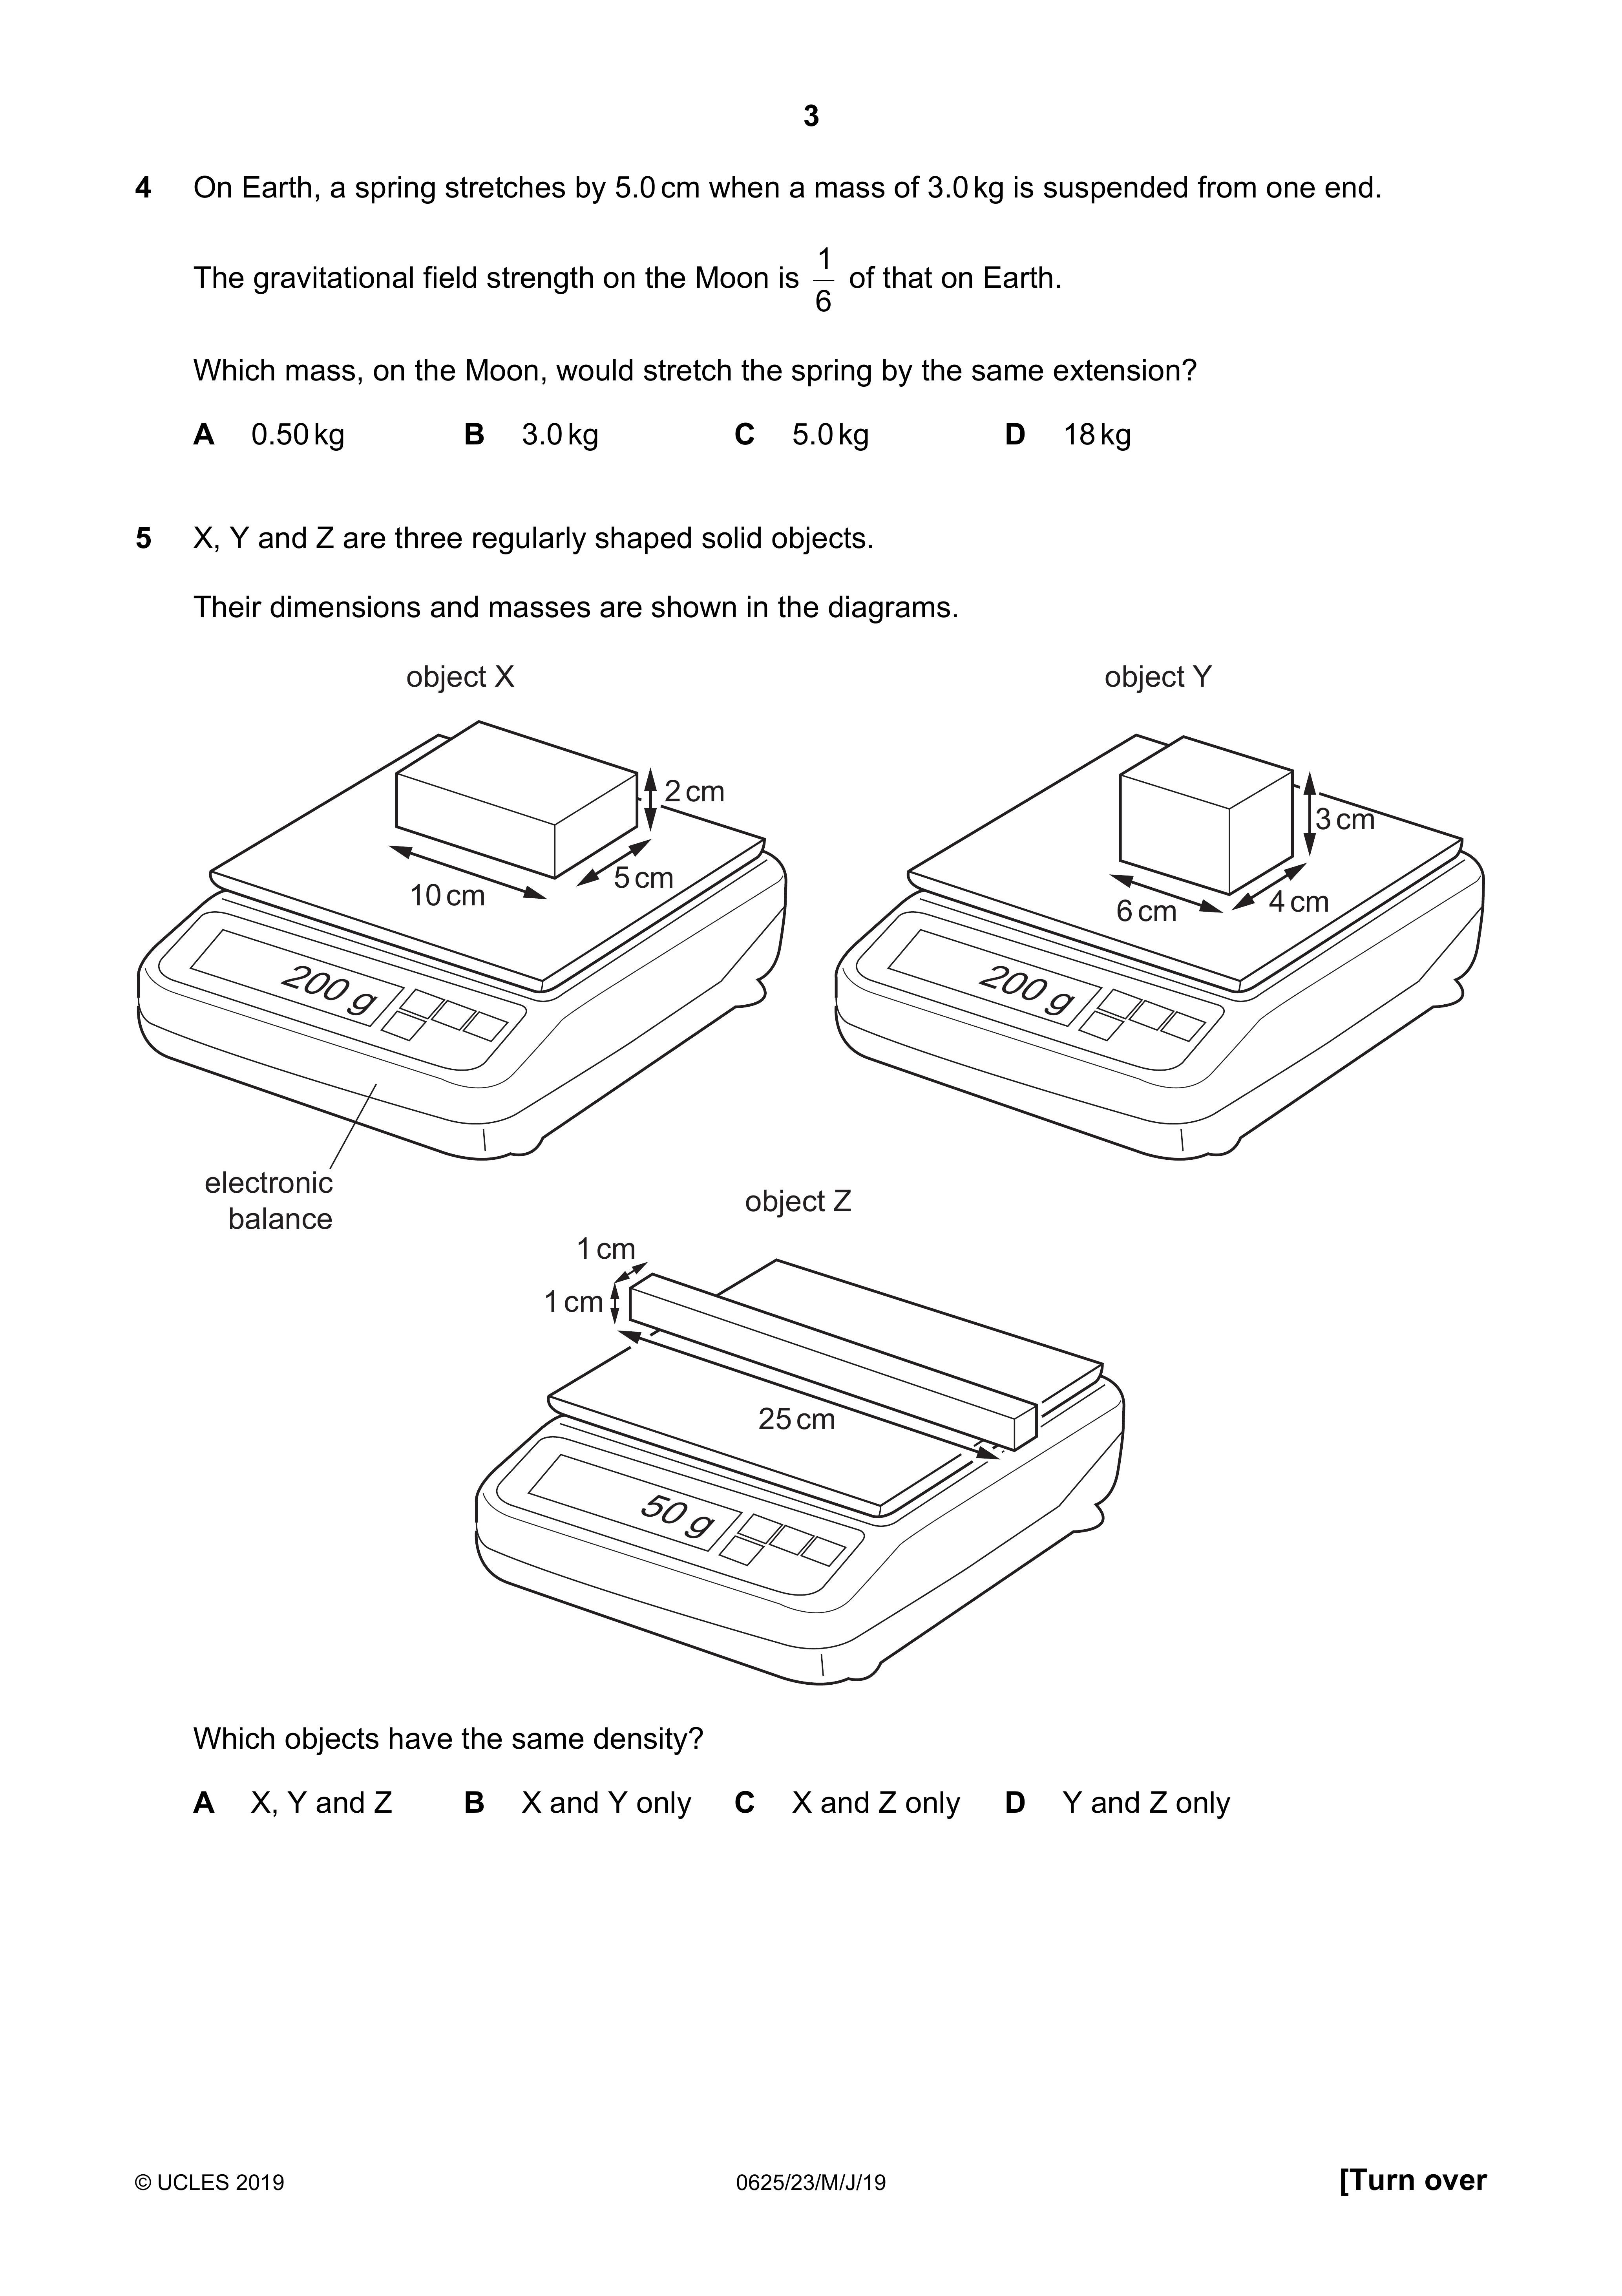 3
4 On Earth, a spring stretches by 5.0 cm when a mass of 3.0 kg is suspended from one end.
The gravitational field strength on the Moon is 1/6 of that on Earth.
Which mass, on the Moon, would stretch the spring by the same extension?
A 0.50 kg B 3.0 kg C 5.0 kg D 18 kg
5 X, Y and Z are three regularly shaped solid objects.
Their dimensions and masses are shown in the diagrams.
object X
2 cm
5 cm
10 cm
200 g
electronic
balance
object Y
3 cm
4 cm
6 cm
200 g
object Z
1 cm
1 cm
25 cm
50 g
Which objects have the same density?
A X, Y and Z B X and Y only C X and Z only D Y and Z only
© UCLES 2019 0625/23/M/J/19 [Turn over